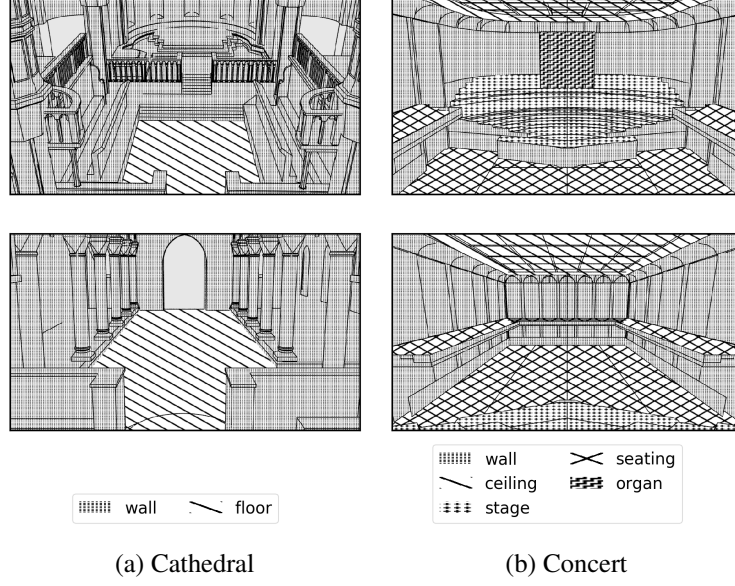 wall
floor
wall
seating
ceiling
organ
stage
(a) Cathedral
(b) Concert